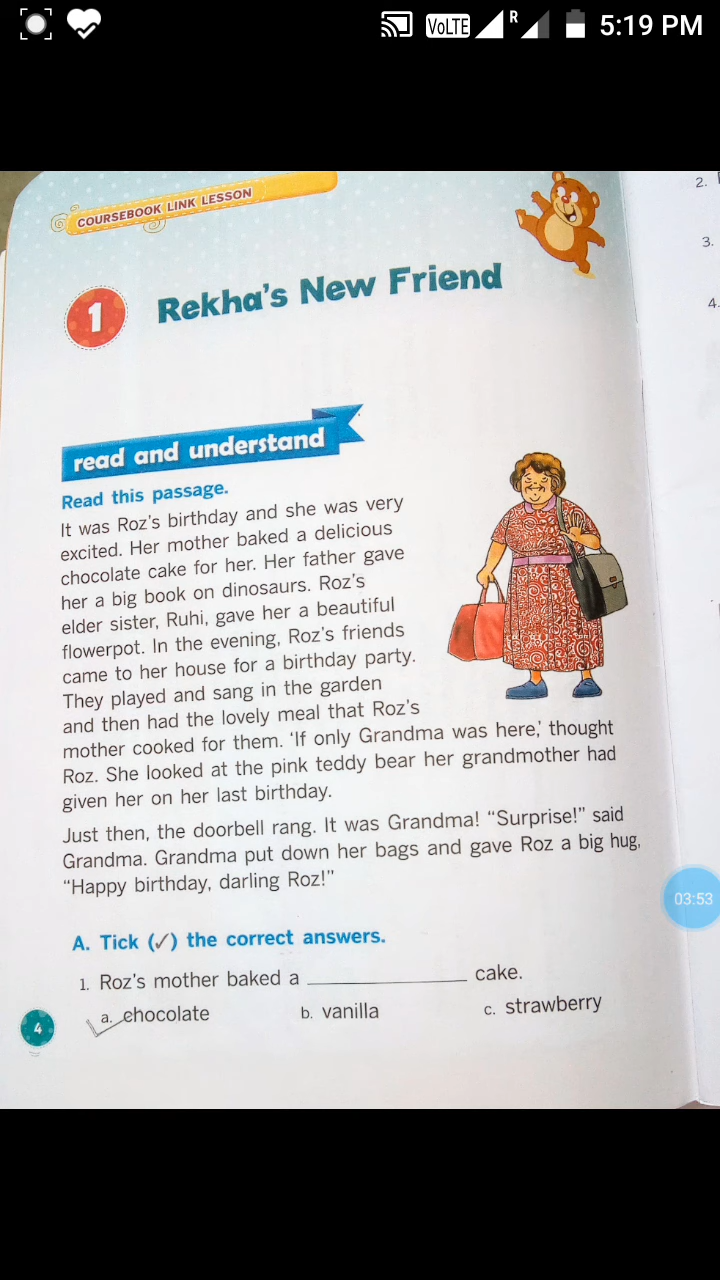 VoLTE R 5:19 PM
COURSEBOOK LINK LESSON
1 Rekha's New Friend
read and understand
Read this passage.
It was Roz's birthday and she was very
excited. Her mother baked a delicious
chocolate cake for her. Her father gave
her a big book on dinosaurs. Roz's
elder sister, Ruhi, gave her a beautiful
flowerpot. In the evening, Roz's friends
came to her house for a birthday party.
They played and sang in the garden
and then had the lovely meal that Roz's
mother cooked for them. 'If only Grandma was here,' thought
Roz. She looked at the pink teddy bear her grandmother had
given her on her last birthday.
Just then, the doorbell rang. It was Grandma! "Surprise!" said
Grandma. Grandma put down her bags and gave Roz a big hug,
"Happy birthday, darling Roz!"
A. Tick (✓) the correct answers.
1. Roz's mother baked a _______________ cake.
a. chocolate b. vanilla c. strawberry
4
2.
3.
4.
03:53